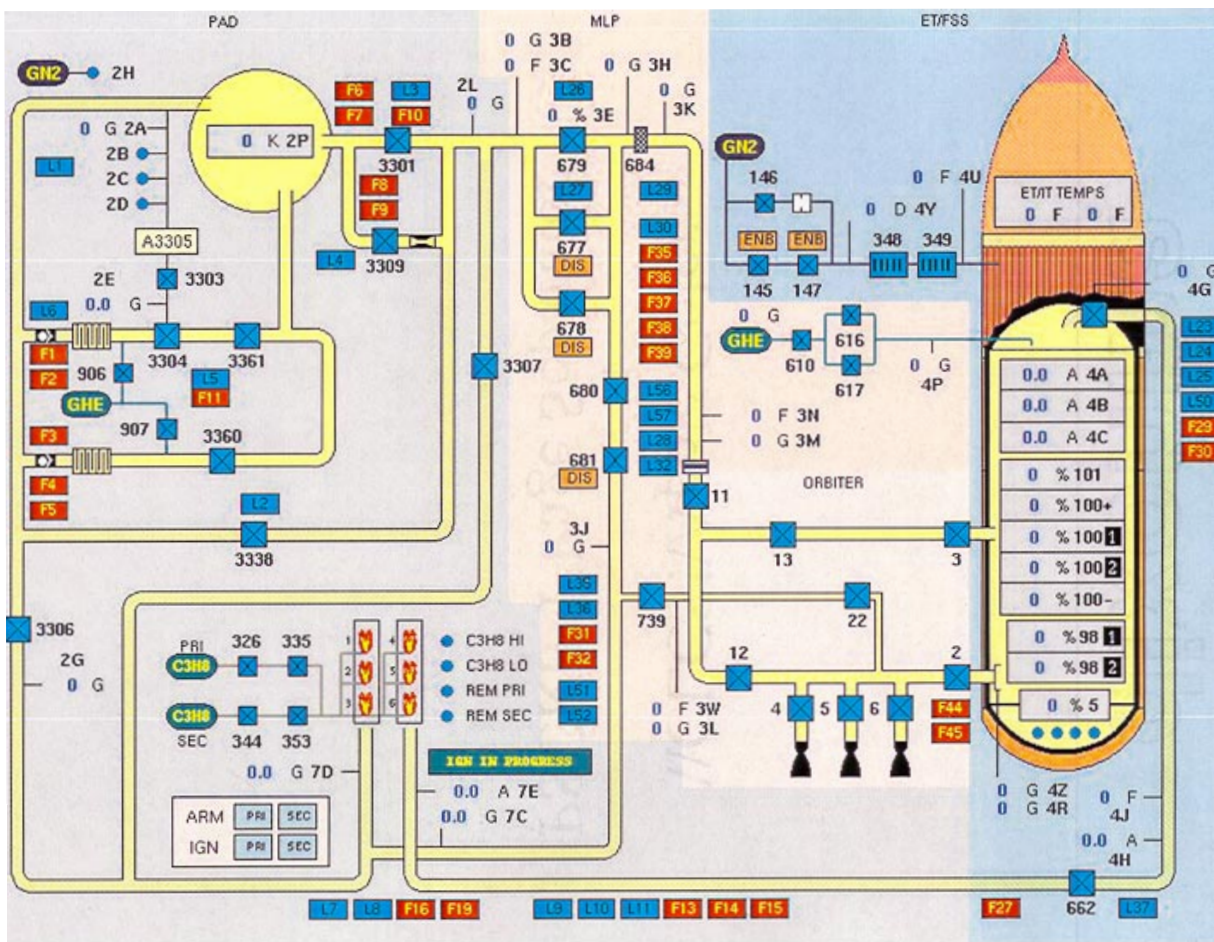 PAD
MLP
ET/FSS
GN2 2H
0 G 2A
2B
2C
2D
L1
0 K 2P
F6 L3
F7 F10
3301
2L
0 G
0 G 3B
0 F 3C
0 G 3H
L26
0 G
3K
0 % 3E
679
684
F8
F9
L4
3309
L27
L29
677
DIS
L30
678
DIS
F35
F36
F37
F38
F39
A3305
3303
2E
0.0 G
L6
F1
F2
3304
3361
906
L5
F11
GHE
907
3360
F3
F4
F5
3307
680
L56
L57
L28
681
L32
DIS
0 F 3N
0 G 3M
11
L2
3338
3J
0 G
GN2
146
0 D 4Y
0 F 4U
ENB
ENB
145
147
348
349
0 G
GHE
610
616
617
0 G
4P
ET/IT TEMPS
0 F 0 F
0 G
4G
L23
L24
L25
L50
F29
F30
0.0 A 4A
0.0 A 4B
0.0 A 4C
0 % 101
0 % 100+
0 % 100 1
0 % 100 2
0 % 100-
0 % 98 1
0 % 98 2
0 % 5
ORBITER
13
3
739
22
12
2
4
5
6
F44
F45
0 F 3W
0 G 3L
L35
L36
F31
F32
L51
L52
3306
2G
0 G
PRI
C3H8
326
335
C3H8
SEC
344
353
1
2
3
4
5
6
C3H8 HI
C3H8 LO
REM PRI
REM SEC
IGN IN PROGRESS
0.0 G 7D
0.0 A 7E
0.0 G 7C
ARM PRI SEC
IGN PRI SEC
0 G 4Z
0 G 4R
0 F
4J
0.0 A
4H
L7 L8 F16 F19
L9 L10 L11 F13 F14 F15
F27
662
L37